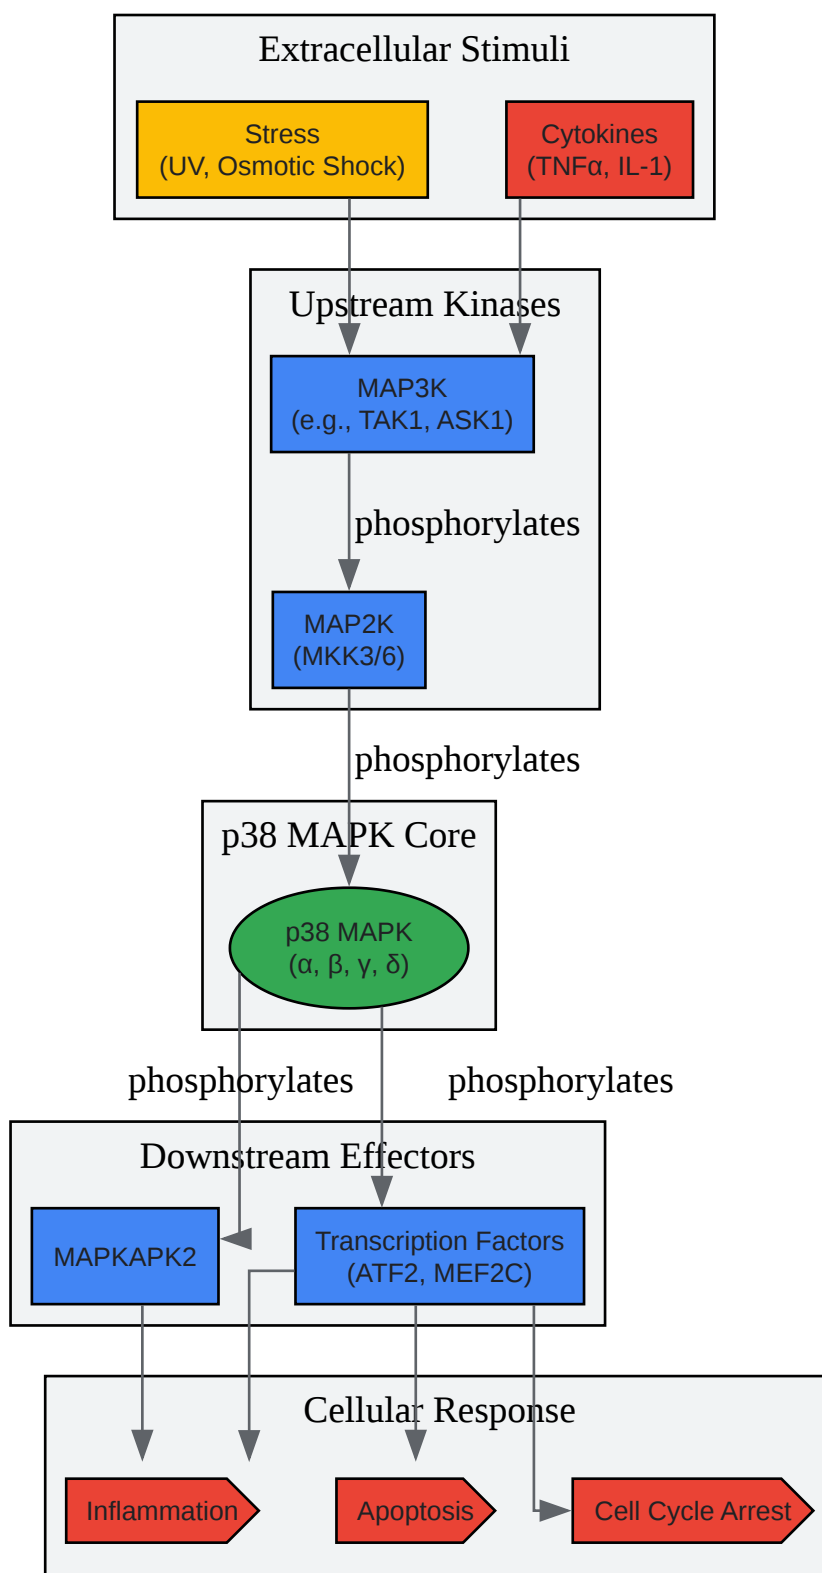 Extracellular Stimuli
Stress
(UV, Osmotic Shock)
Cytokines
(TNFα, IL-1)
Upstream Kinases
MAP3K
(e.g., TAK1, ASK1)
phosphorylates
MAP2K
(MKK3/6)
phosphorylates
p38 MAPK Core
p38 MAPK
(α, β, γ, δ)
phosphorylates
phosphorylates
Downstream Effectors
MAPKAPK2
Transcription Factors
(ATF2, MEF2C)
Cellular Response
Inflammation
Apoptosis
Cell Cycle Arrest